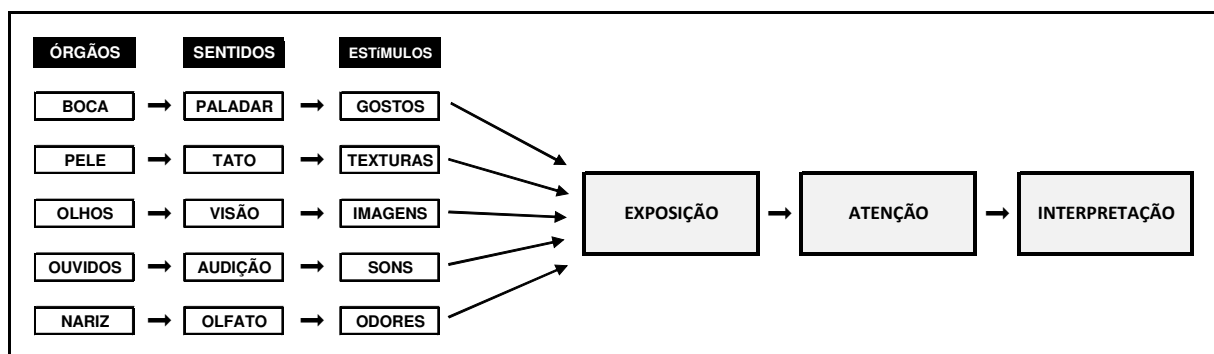 ÓRGÃOS SENTIDOS ESTÍMULOS
BOCA PALADAR GOSTOS
PELE TATO TEXTURAS
OLHOS VISÃO IMAGENS
OUVIDOS AUDIÇÃO SONS
NARIZ OLFATO ODORES
EXPOSIÇÃO ATENÇÃO INTERPRETAÇÃO